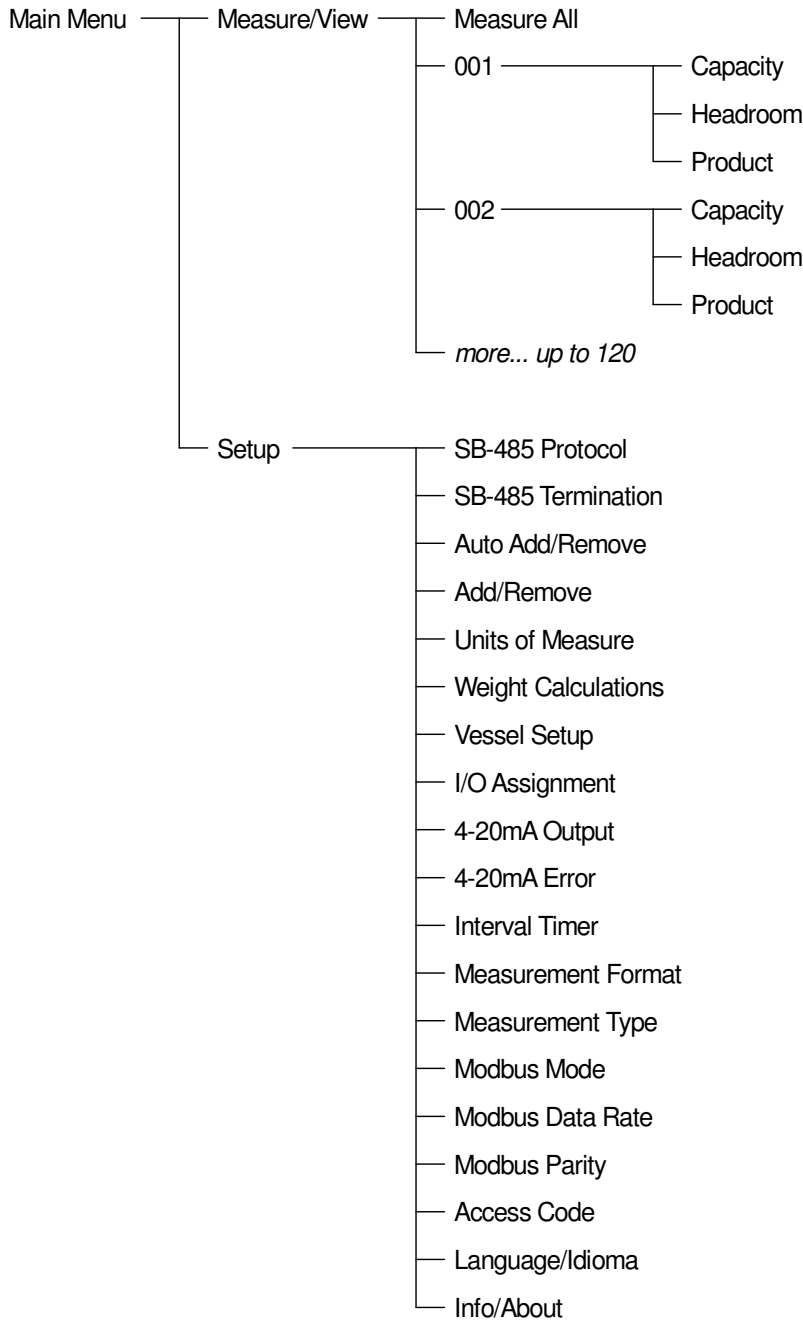 Main Menu Measure/View Measure All
001 Capacity
Headroom
Product
002 Capacity
Headroom
Product
more... up to 120
Setup SB-485 Protocol
SB-485 Termination
Auto Add/Remove
Add/Remove
Units of Measure
Weight Calculations
Vessel Setup
I/O Assignment
4-20mA Output
4-20mA Error
Interval Timer
Measurement Format
Measurement Type
Modbus Mode
Modbus Data Rate
Modbus Parity
Access Code
Language/Idioma
Info/About